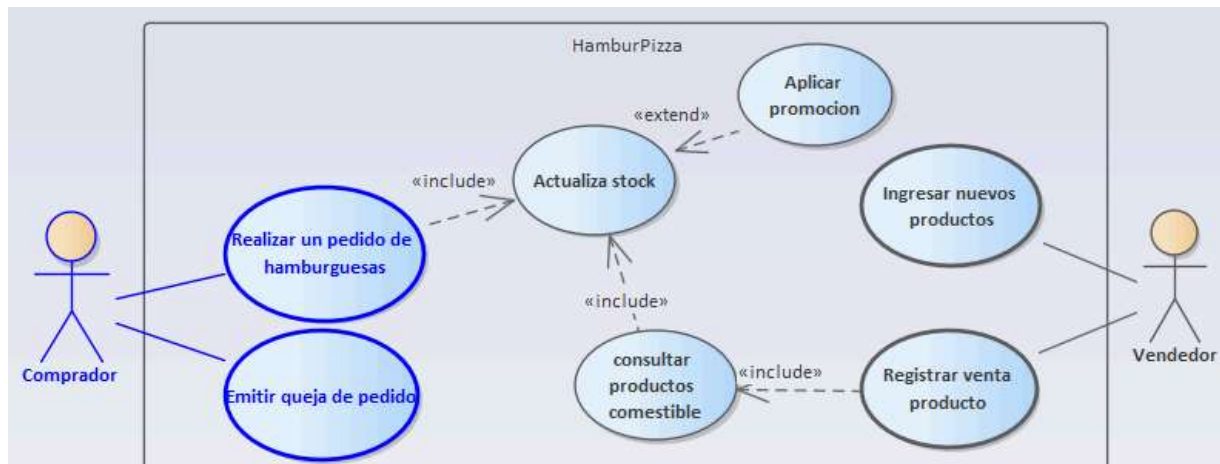 HamburPizza
Aplicar
promocion
«extend»
Actualiza stock
«include»
Ingresar nuevos
productos
Realizar un pedido de
hamburguesas
«include»
Comprador
Emitir queja de pedido
consultar
productos
comestible
«include»
Registrar venta
producto
Vendedor